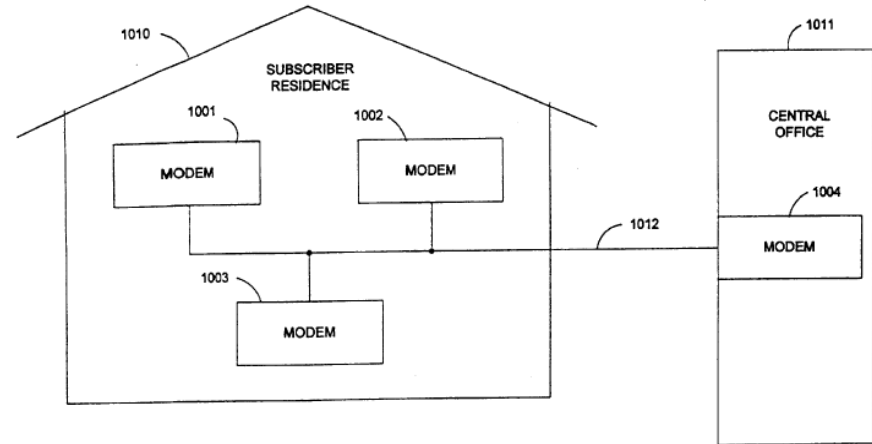 1010
1011
SUBSCRIBER
RESIDENCE
1001
1002
CENTRAL
OFFICE
MODEM
MODEM
1004
1012
MODEM
1003
MODEM